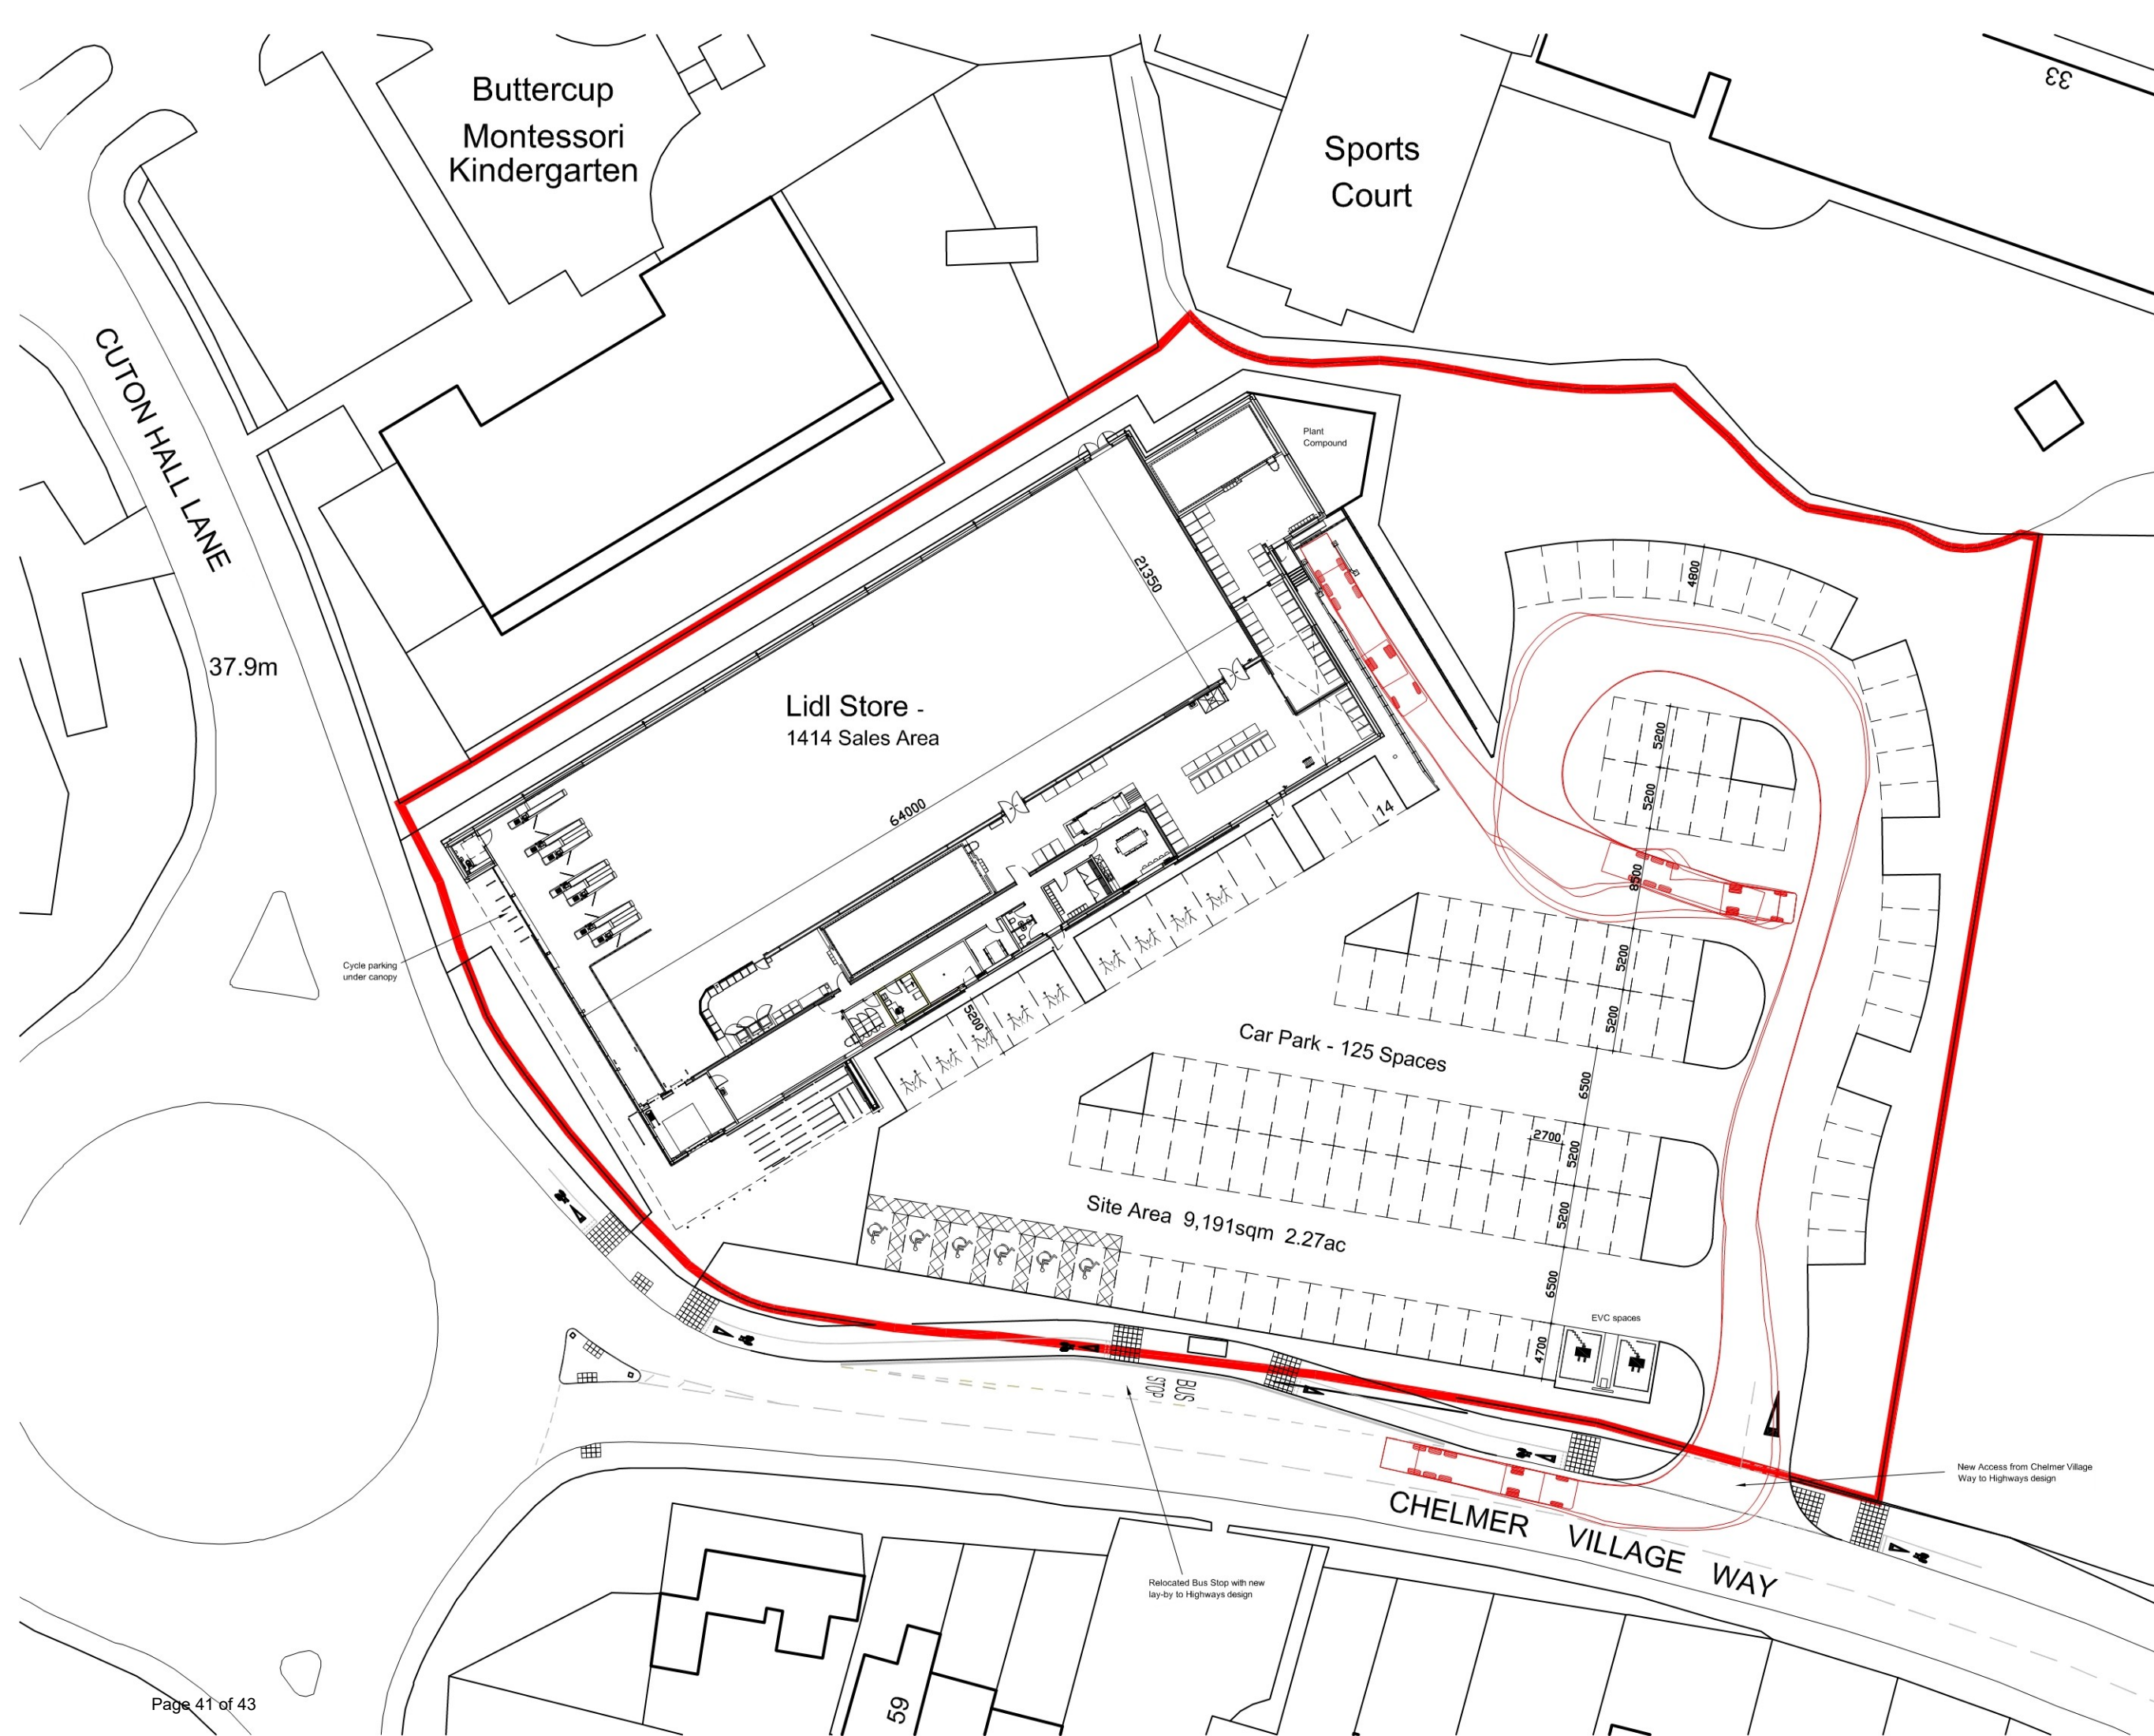 Buttercup
Montessori
Kindergarten
Sports
Court
33
CUTON HALL LANE
Plant
Compound
21350
4800
37.9m
Lidl Store -
1414 Sales Area
64000
5200
5200
14
8500
5200
5200
Cycle parking
under canopy
5200
Car Park - 125 Spaces
6500
2700
5200
5200
Site Area 9,191sqm 2.27ac
6500
EVC spaces
4700
BUS
STOP
New Access from Chelmer Village
Way to Highways design
CHELMER VILLAGE WAY
Relocated Bus Stop with new
lay-by to Highways design
59
Page 41 of 43